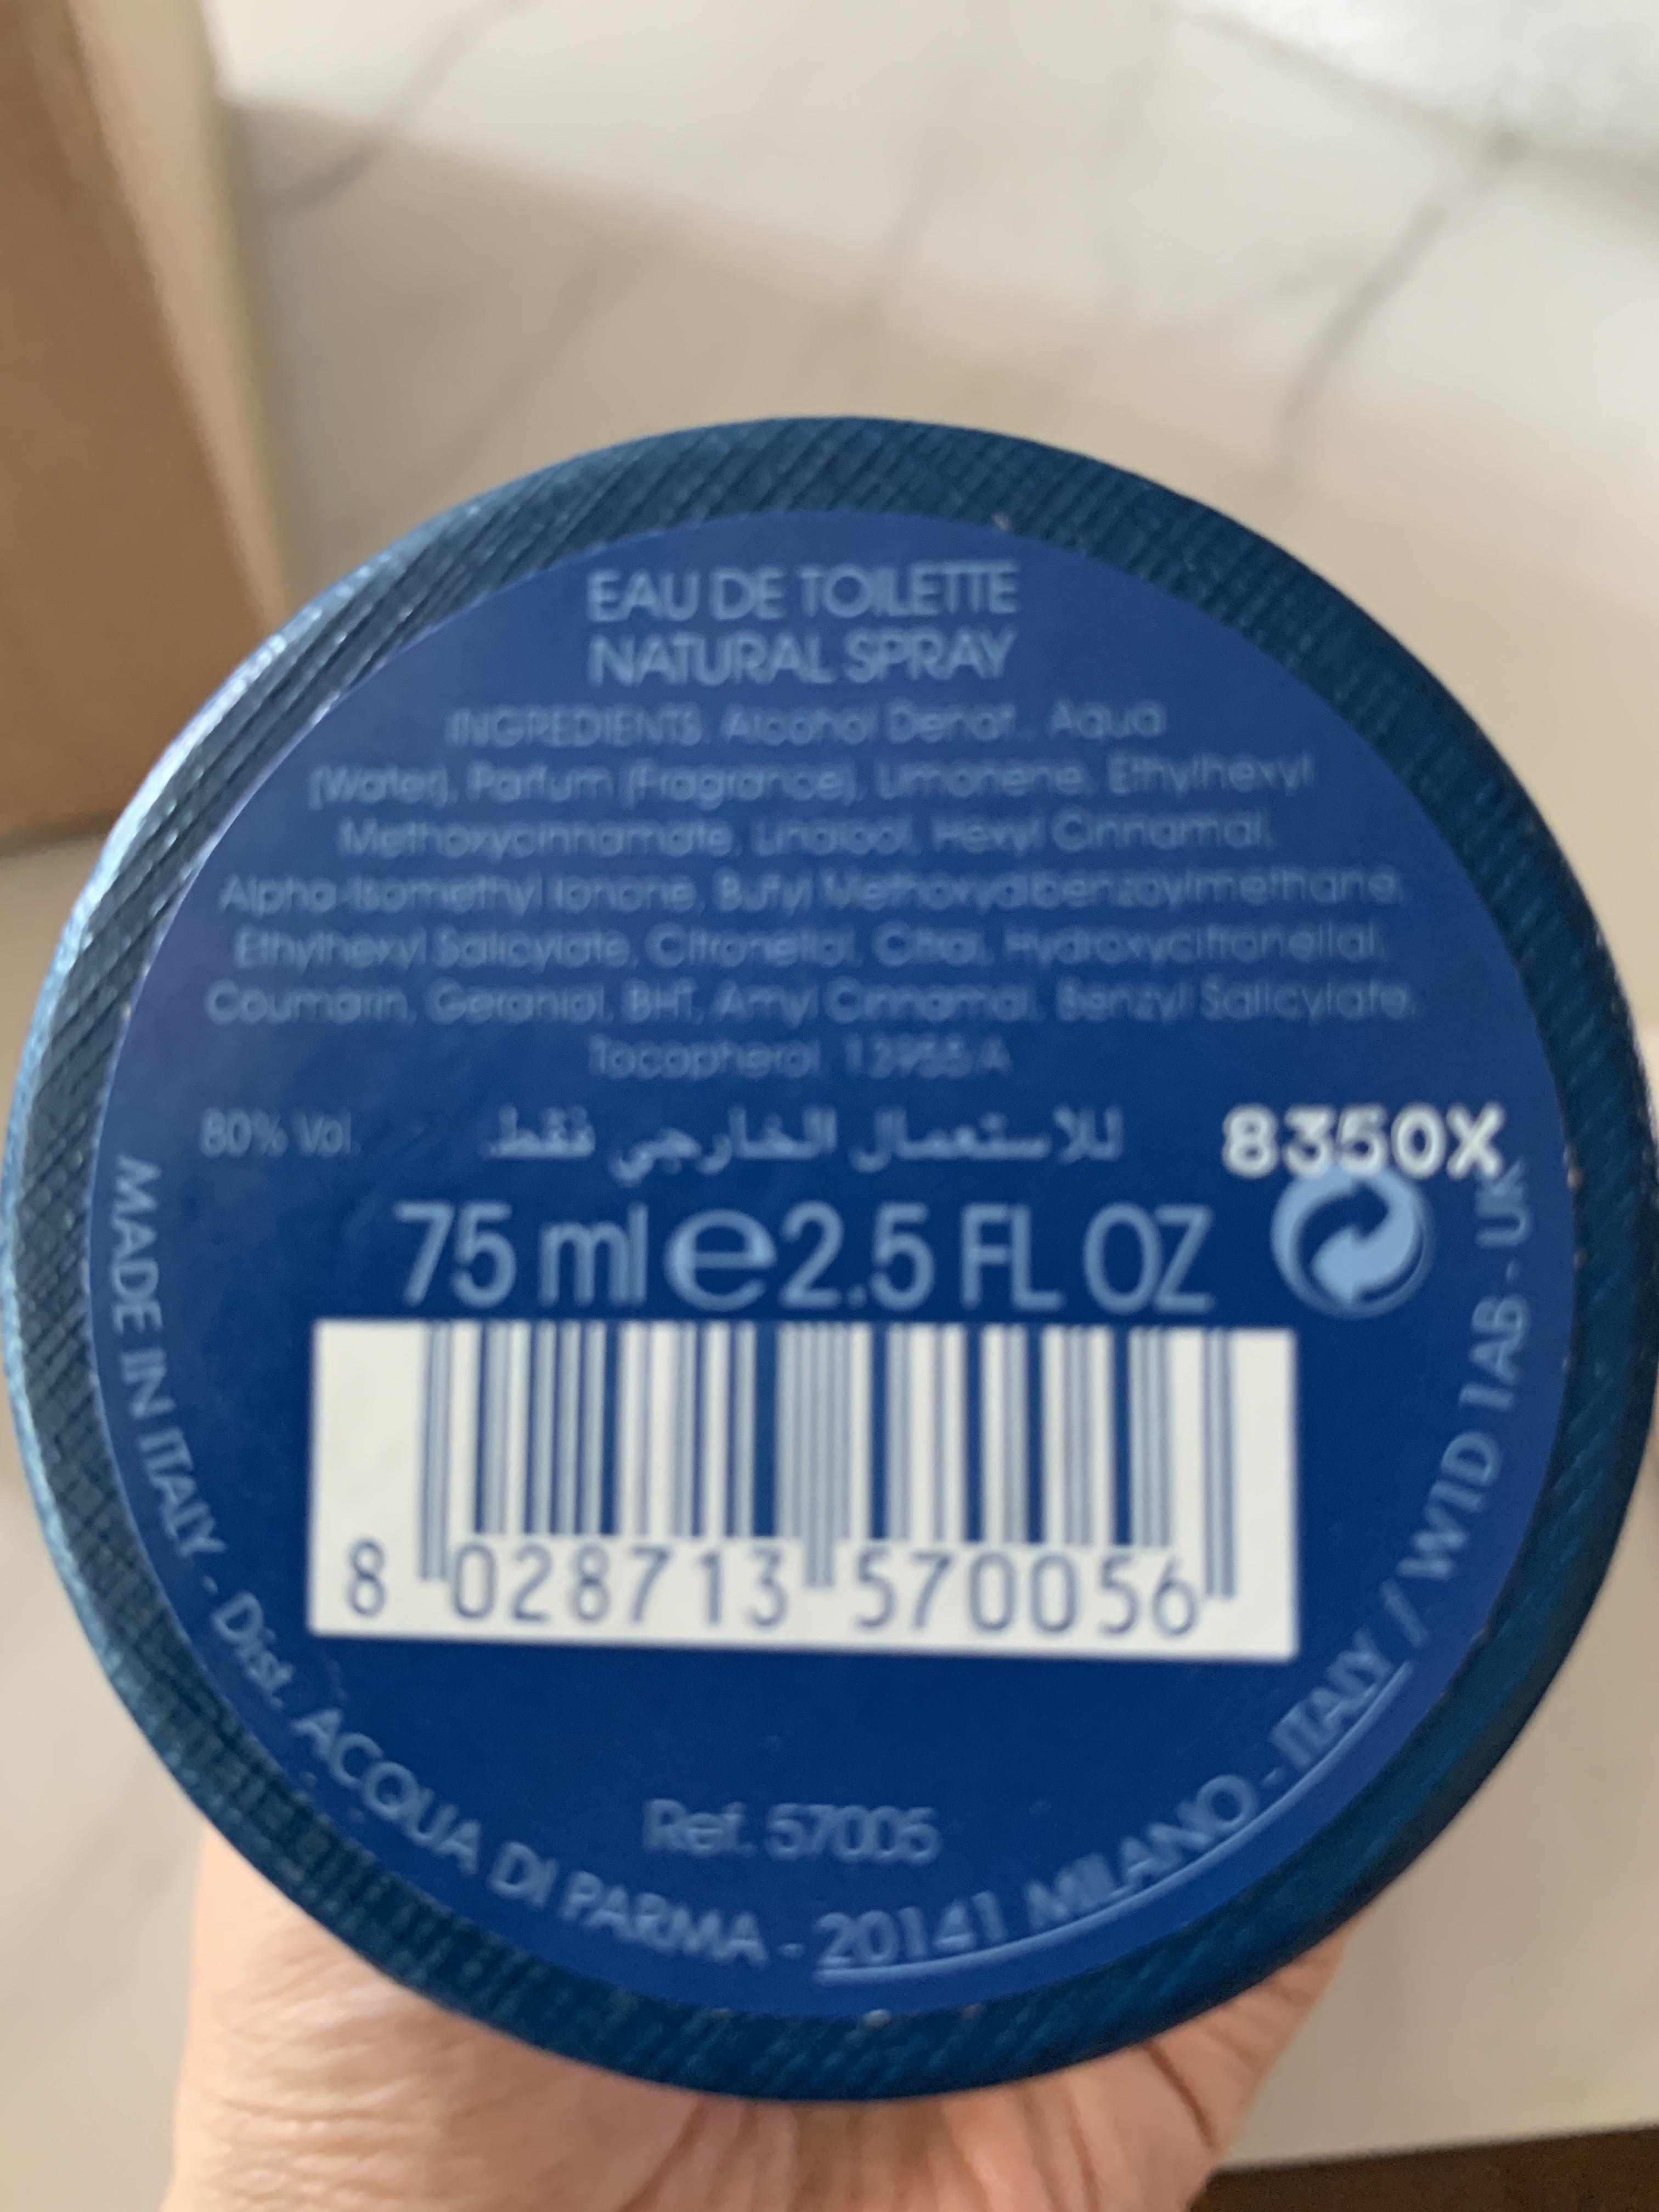 EAU DE TOILETTE
NATURAL SPRAY
INGREDIENTS: Alcohol Denat., Aqua
(Water), Parfum (Fragrance), Limonene, Ethylhexyl
Methoxycinnamate, Linalool, Hexyl Cinnamal,
Alpha-Isomethyl Ionone, Butyl Methoxydibenzoylmethane,
Ethylhexyl Salicylate, Citronellol, Citral, Hydroxycitronellal,
Coumarin, Geraniol, BHT, Amyl Cinnamal, Benzyl Salicylate,
Tocopherol. 13955/A
80% Vol. للاستعمال الخارجي فقط. 8350X
75 ml e 2.5 FL OZ
8 028713 570056
Ref. 57005
MADE IN ITALY - Dist. ACQUA DI PARMA - 20141 MILANO - ITALY / W1D 1AB - UK